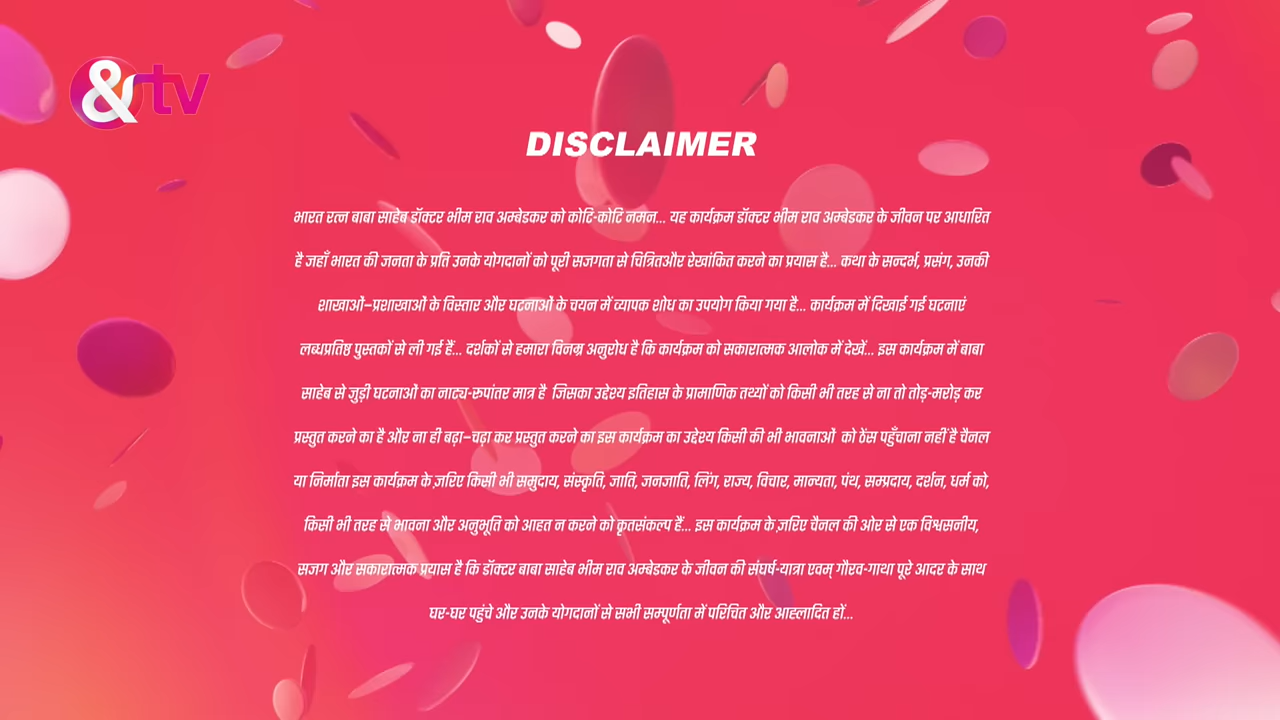 &tv
DISCLAIMER
भारत रत्न बाबा साहेब डॉक्टर भीम राव अम्बेडकर को कोटि-कोटि नमन... यह कार्यक्रम डॉक्टर भीम राव अम्बेडकर के जीवन पर आधारित
है जहाँ भारत की जनता के प्रति उनके योगदानों को पूरी सजगता से चित्रितऔर रेखांकित करने का प्रयास है... कथा के सन्दर्भ, प्रसंग, उनकी
शाखाओं–प्रशाखाओं के विस्तार और घटनाओं के चयन में व्यापक शोध का उपयोग किया गया है... कार्यक्रम में दिखाई गई घटनाएं
लब्धप्रतिष्ठ पुस्तकों से ली गई हैं... दर्शकों से हमारा विनम्र अनुरोध है कि कार्यक्रम को सकारात्मक आलोक में देखें... इस कार्यक्रम में बाबा
साहेब से जुड़ी घटनाओं का नाट्य-रुपांतर मात्र है जिसका उद्देश्य इतिहास के प्रामाणिक तथ्यों को किसी भी तरह से ना तो तोड़-मरोड़ कर
प्रस्तुत करने का है और ना ही बढ़ा–चढ़ा कर प्रस्तुत करने का इस कार्यक्रम का उद्देश्य किसी की भी भावनाओं को ठेंस पहुँचाना नहीं है चैनल
या निर्माता इस कार्यक्रम के ज़रिए किसी भी समुदाय, संस्कृति, जाति, जनजाति, लिंग, राज्य, विचार, मान्यता, पंथ, सम्प्रदाय, दर्शन, धर्म को,
किसी भी तरह से भावना और अनुभूति को आहत न करने को कृतसंकल्प हैं... इस कार्यक्रम के ज़रिए चैनल की ओर से एक विश्वसनीय,
सजग और सकारात्मक प्रयास है कि डॉक्टर बाबा साहेब भीम राव अम्बेडकर के जीवन की संघर्ष-यात्रा एवम् गौरव-गाथा पूरे आदर के साथ
घर-घर पहुंचे और उनके योगदानों से सभी सम्पूर्णता में परिचित और आह्लादित हों...